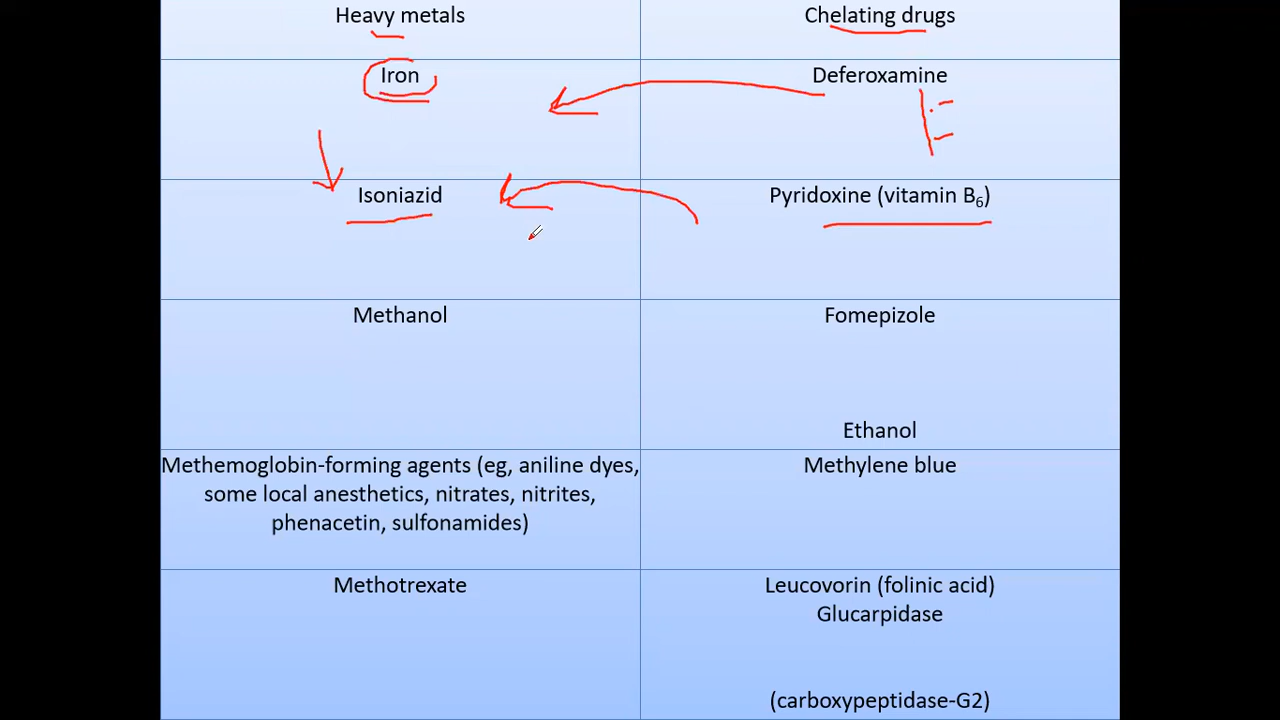 Heavy metals
Chelating drugs
Iron
Deferoxamine
Isoniazid
Pyridoxine (vitamin B6)
Methanol
Fomepizole
Ethanol
Methemoglobin-forming agents (eg, aniline dyes,
some local anesthetics, nitrates, nitrites,
phenacetin, sulfonamides)
Methylene blue
Methotrexate
Leucovorin (folinic acid)
Glucarpidase
(carboxypeptidase-G2)